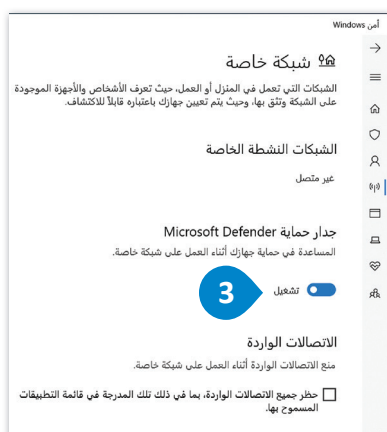 أمن Windows
شبكة خاصة
الشبكات التي تعمل في المنزل أو العمل، حيث تعرف الأشخاص والأجهزة الموجودة
على الشبكة وتثق بها، وحيث يتم تعيين جهازك باعتباره قابلاً للاكتشاف.
الشبكات النشطة الخاصة
غير متصل
جدار حماية Microsoft Defender
المساعدة في حماية جهازك أثناء العمل على شبكة خاصة.
تشغيل
3
الاتصالات الواردة
منع الاتصالات الواردة أثناء العمل على شبكة خاصة.
حظر جميع الاتصالات الواردة، بما في ذلك تلك المدرجة في قائمة التطبيقات
المسموح بها.